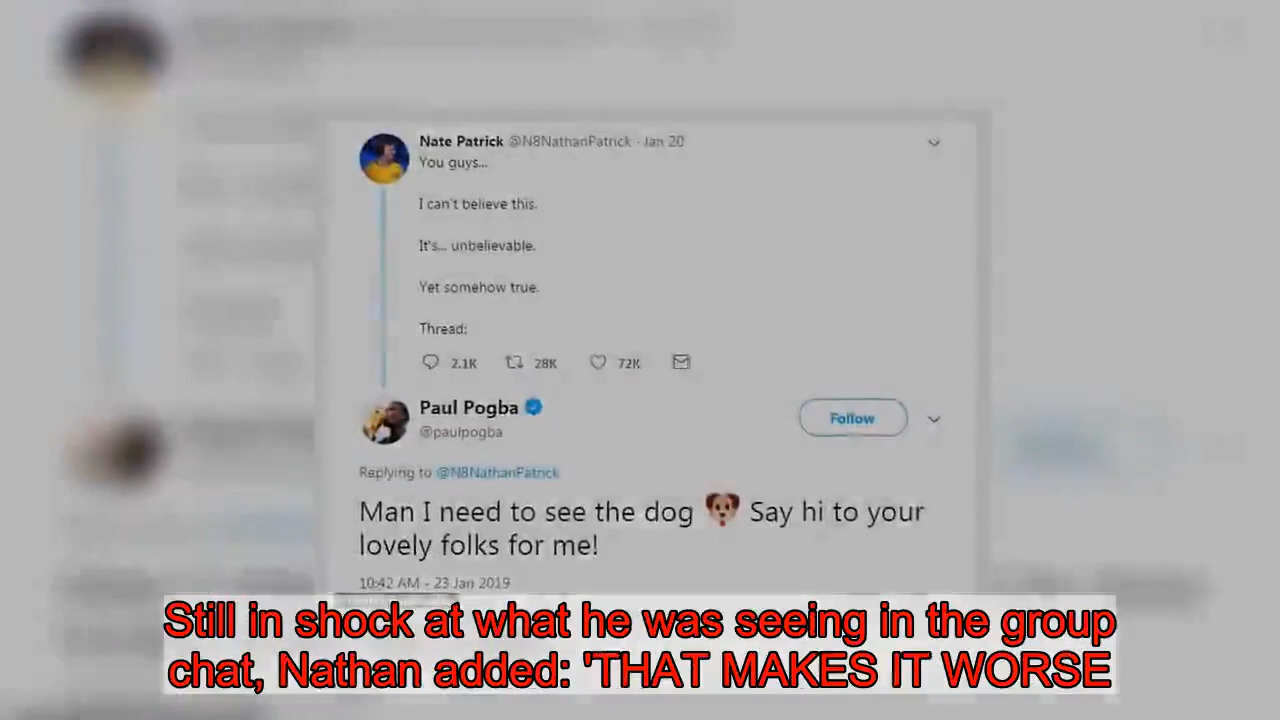 Nate Patrick @N8NathanPatrick · Jan 20
You guys...
I can't believe this.
It's... unbelievable.
Yet somehow true.
Thread:
2.1K 28K 72K
Paul Pogba
@paulpogba
Follow
Replying to @N8NathanPatrick
Man I need to see the dog 🐶 Say hi to your
lovely folks for me!
10:42 AM - 23 Jan 2019
Still in shock at what he was seeing in the group
chat, Nathan added: 'THAT MAKES IT WORSE